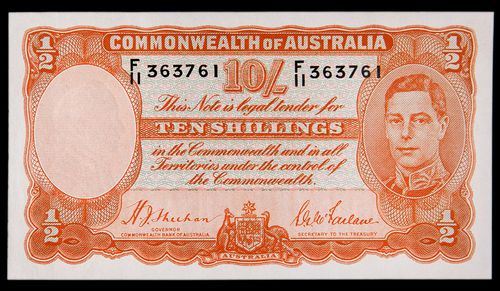 1/2 COMMONWEALTH OF AUSTRALIA 1/2
F/11 363761 10/- F/11 363761
This Note is legal tender for
TEN SHILLINGS
in the Commonwealth and in all
Territories under the control of
the Commonwealth.
1/2 H J Sheehan S G McFarlane 1/2
GOVERNOR
COMMONWEALTH BANK OF AUSTRALIA
SECRETARY TO THE TREASURY
AUSTRALIA